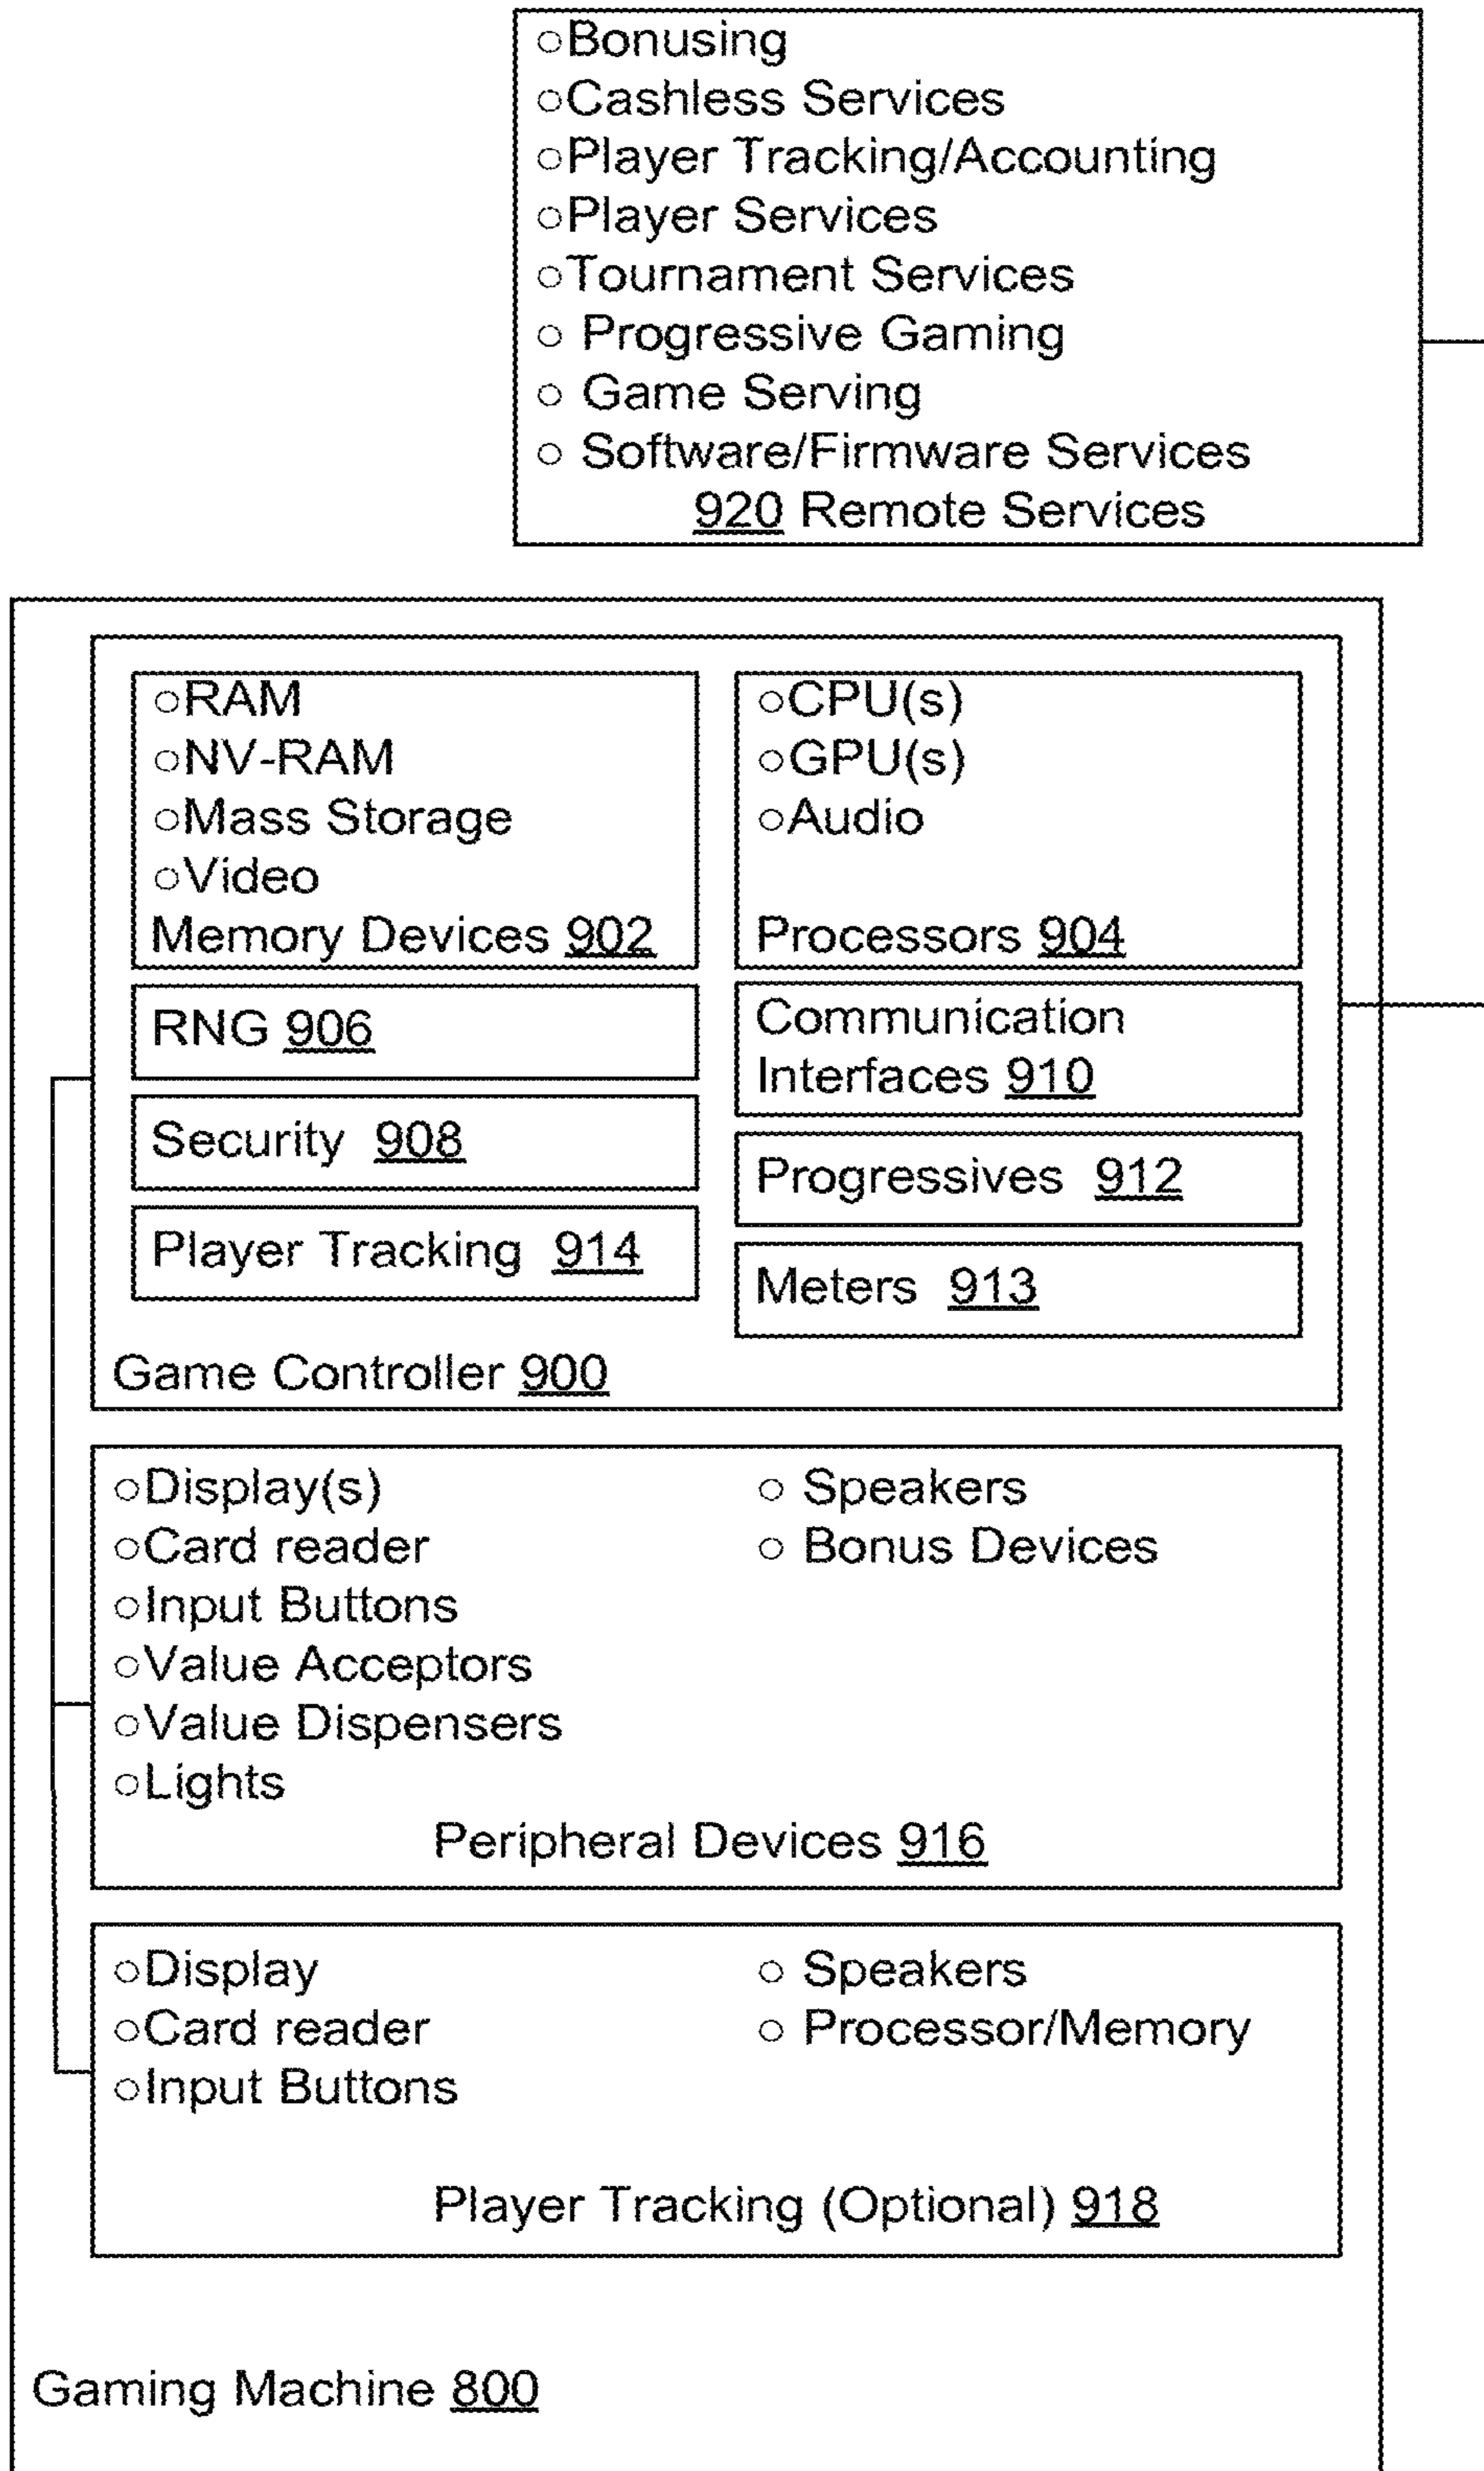 ○Bonusing
○Cashless Services
○Player Tracking/Accounting
○Player Services
○Tournament Services
○ Progressive Gaming
○ Game Serving
○ Software/Firmware Services
920 Remote Services
○RAM
○NV-RAM
○Mass Storage
○Video
Memory Devices 902
○CPU(s)
○GPU(s)
○Audio
Processors 904
RNG 906
Security 908
Player Tracking 914
Communication
Interfaces 910
Progressives 912
Meters 913
Game Controller 900
○Display(s)
○Card reader
○Input Buttons
○Value Acceptors
○Value Dispensers
○Lights
○ Speakers
○ Bonus Devices
Peripheral Devices 916
○Display
○Card reader
○Input Buttons
○ Speakers
○ Processor/Memory
Player Tracking (Optional) 918
Gaming Machine 800